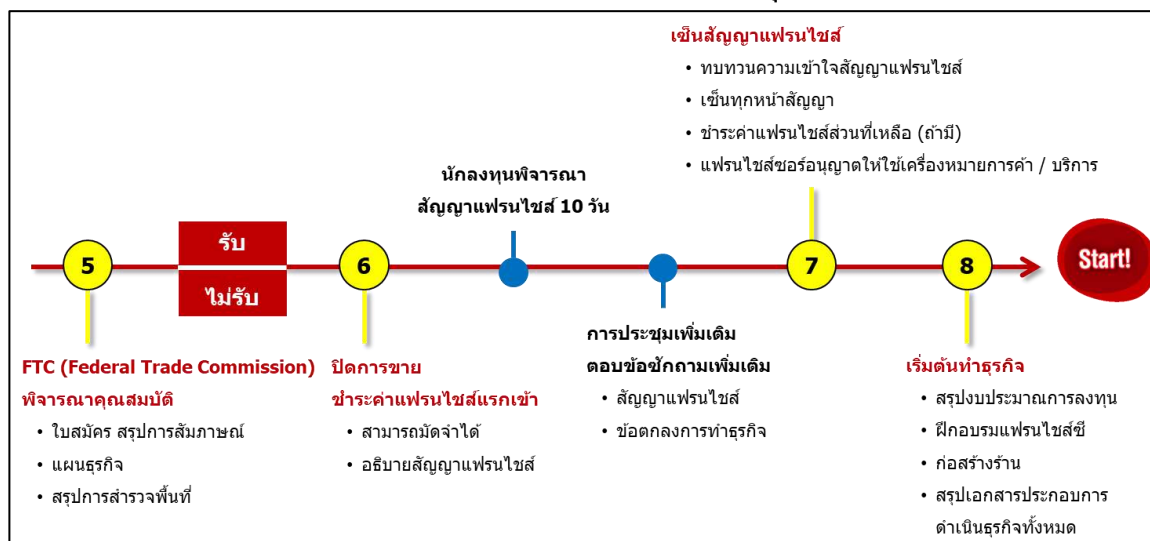 เซ็นสัญญาแฟรนไชส์
• ทบทวนความเข้าใจสัญญาแฟรนไชส์
• เซ็นทุกหน้าสัญญา
• ชำระค่าแฟรนไชส์ส่วนที่เหลือ (ถ้ามี)
• แฟรนไชส์ซอร์อนุญาตให้ใช้เครื่องหมายการค้า / บริการ
นักลงทุนพิจารณา
สัญญาแฟรนไชส์ 10 วัน
5
รับ
ไม่รับ
6
7
8
Start!
FTC (Federal Trade Commission)
พิจารณาคุณสมบัติ
• ใบสมัคร สรุปการสัมภาษณ์
• แผนธุรกิจ
• สรุปการสำรวจพื้นที่
ปิดการขาย
ชำระค่าแฟรนไชส์แรกเข้า
• สามารถมัดจำได้
• อธิบายสัญญาแฟรนไชส์
การประชุมเพิ่มเติม
ตอบข้อซักถามเพิ่มเติม
• สัญญาแฟรนไชส์
• ข้อตกลงการทำธุรกิจ
เริ่มต้นทำธุรกิจ
• สรุปงบประมาณการลงทุน
• ฝึกอบรมแฟรนไชส์ซี
• ก่อสร้างร้าน
• สรุปเอกสารประกอบการ
ดำเนินธุรกิจทั้งหมด